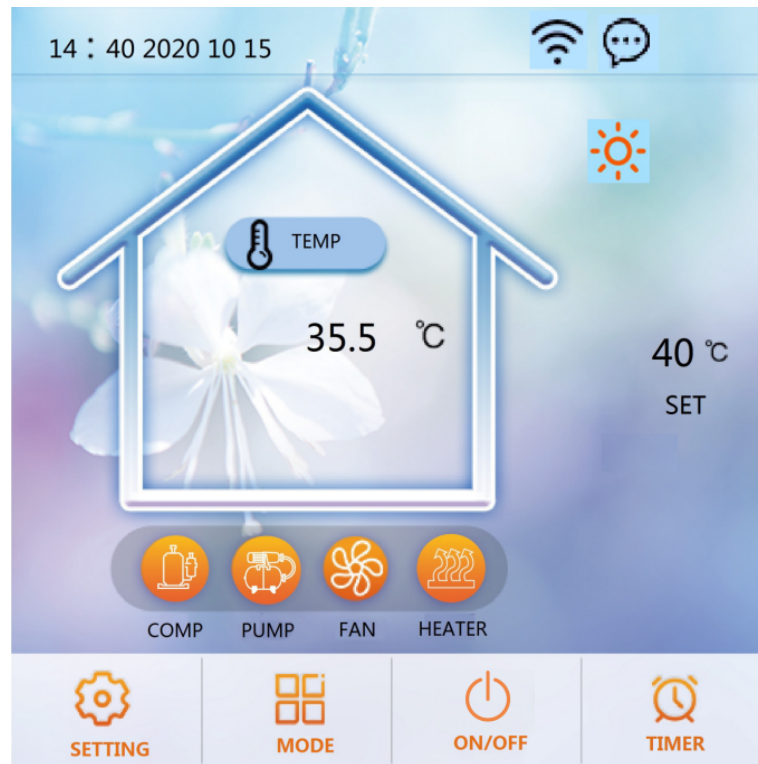 14：40 2020 10 15
TEMP
35.5 ℃
40 ℃
SET
COMP PUMP FAN HEATER
SETTING MODE ON/OFF TIMER